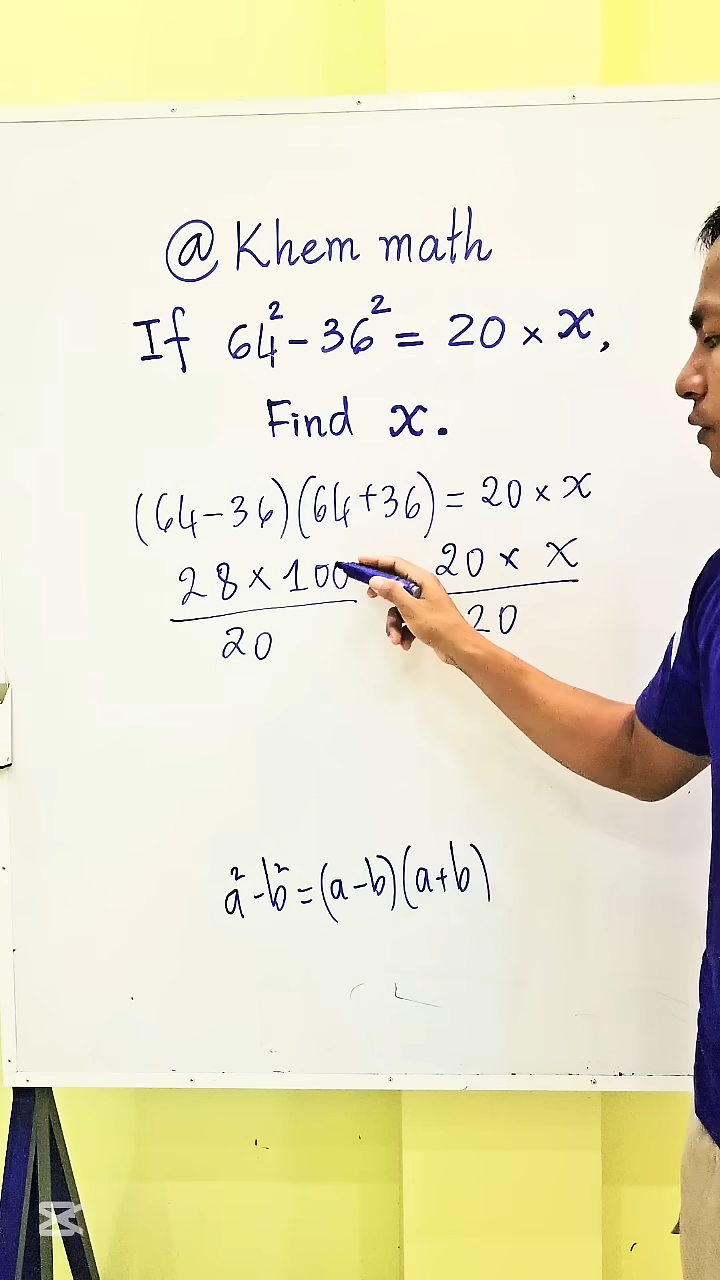 @ Khem math
If 64² - 36² = 20 × x,
Find x.
(64-36)(64+36) = 20 × x
28 × 100 20 × x
20 20
a² - b² = (a-b)(a+b)